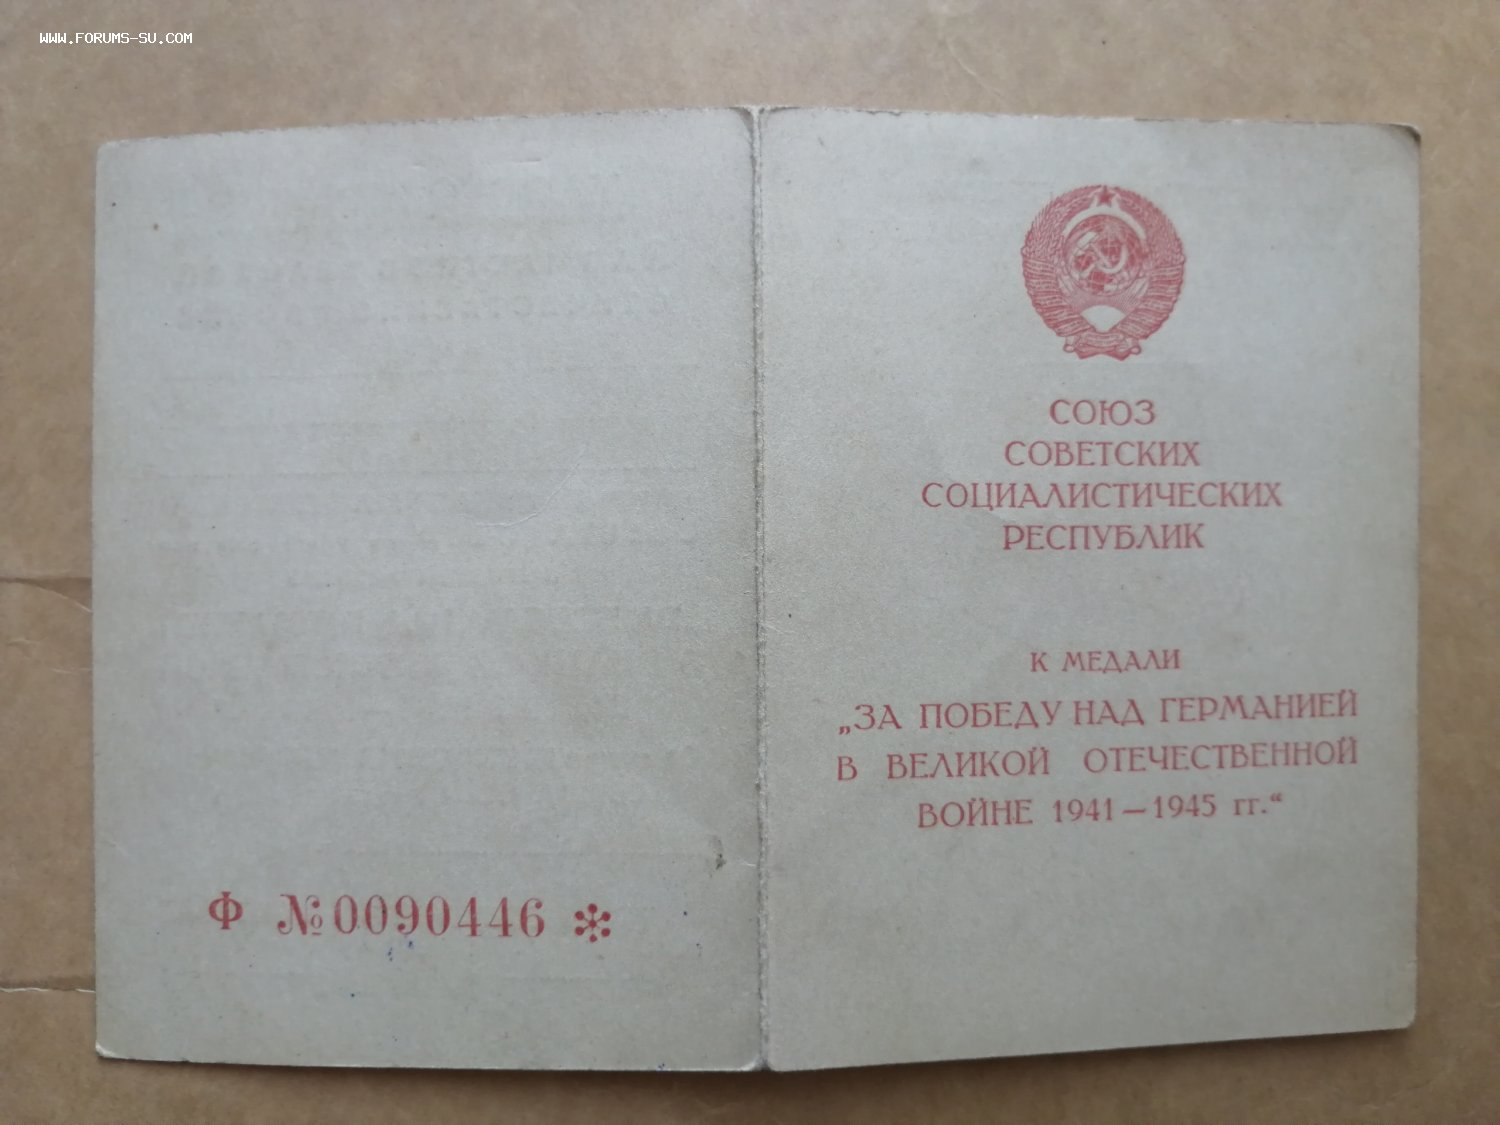 WWW.FORUMS-SU.COM
Ф №0090446
СОЮЗ
СОВЕТСКИХ
СОЦИАЛИСТИЧЕСКИХ
РЕСПУБЛИК
К МЕДАЛИ
„ЗА ПОБЕДУ НАД ГЕРМАНИЕЙ
В ВЕЛИКОЙ ОТЕЧЕСТВЕННОЙ
ВОЙНЕ 1941—1945 гг.“